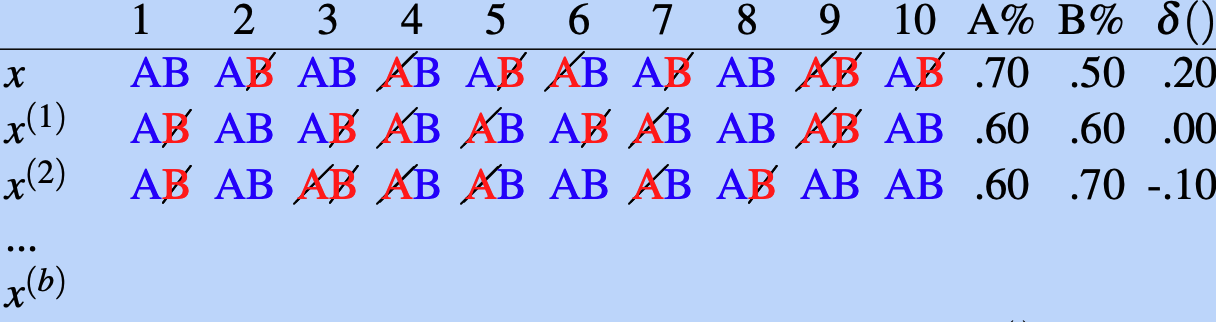 1 2 3 4 5 6 7 8 9 10 A% B% δ()
x AB AB AB AB AB AB AB AB AB AB .70 .50 .20
x(1) AB AB AB AB AB AB AB AB AB AB .60 .60 .00
x(2) AB AB AB AB AB AB AB AB AB AB .60 .70 -.10
...
x(b)